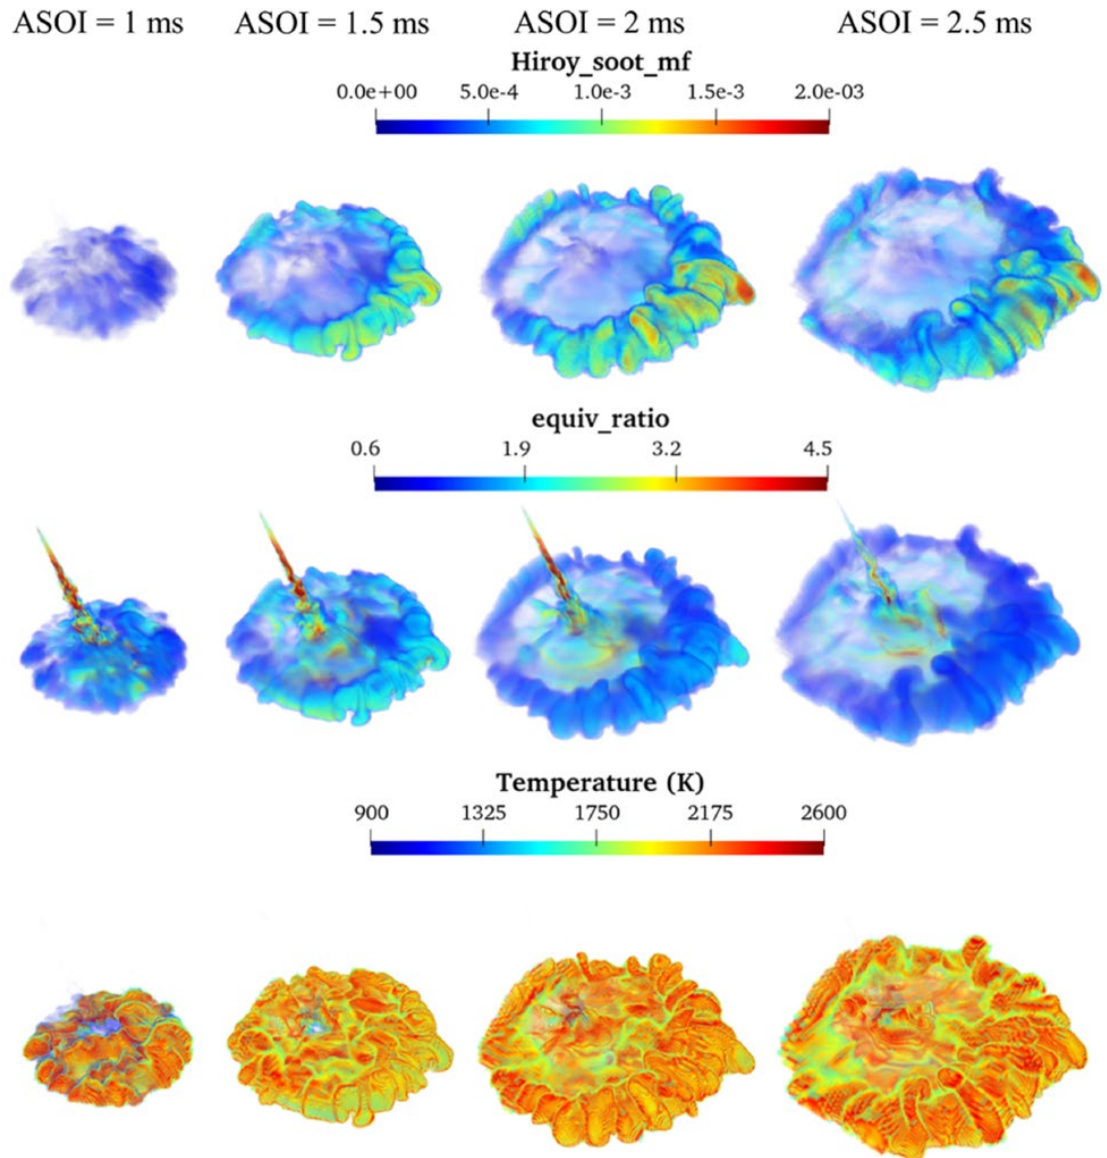 ASOI = 1 ms ASOI = 1.5 ms ASOI = 2 ms ASOI = 2.5 ms
Hiroy_soot_mf
0.0e+00 5.0e-4 1.0e-3 1.5e-3 2.0e-03
equiv_ratio
0.6 1.9 3.2 4.5
Temperature (K)
900 1325 1750 2175 2600